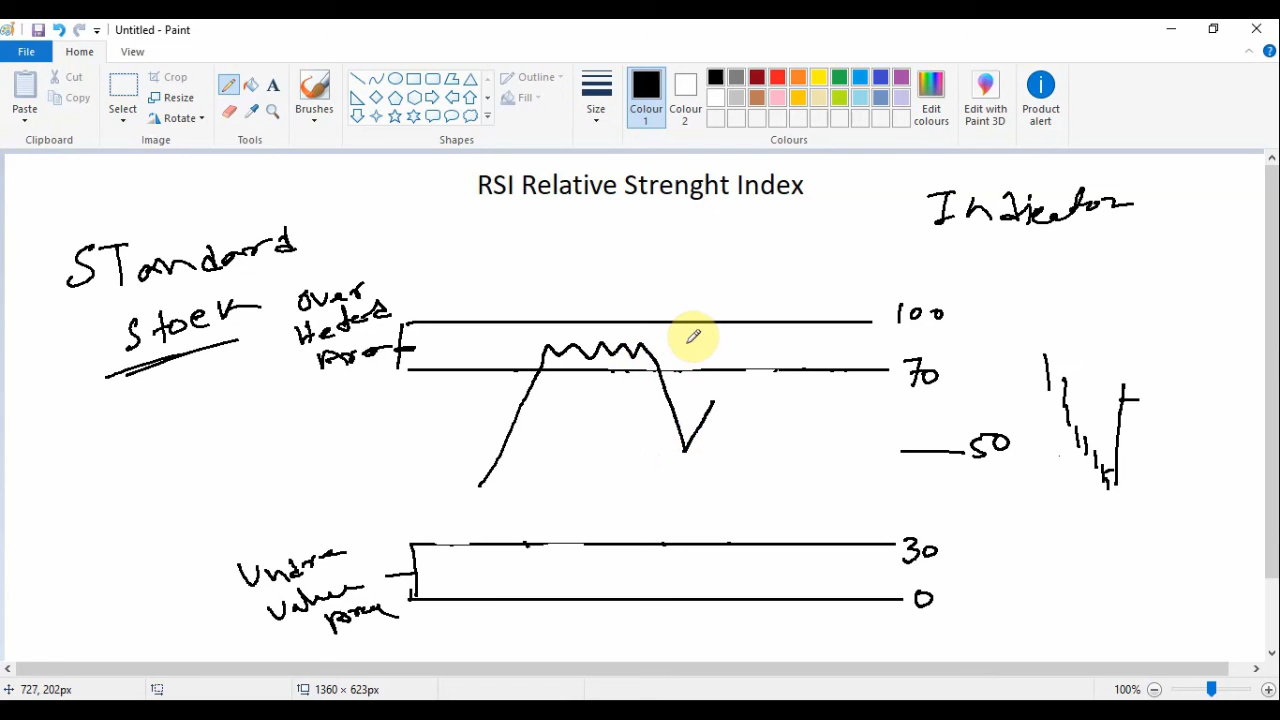 Untitled - Paint
File Home View
Cut
Copy
Paste
Clipboard
Select
Crop
Resize
Rotate
Image
Tools
Brushes
Outline
Fill
Shapes
Size
Colour 1
Colour 2
Edit colours
Colours
Edit with Paint 3D
Product alert
RSI Relative Strenght Index
Indicator
STandard
Stock
Over
100
70
50
30
Value
0
727, 202px
1360 × 623px
100%